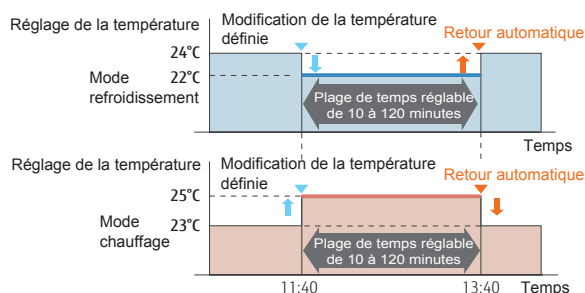 Réglage de la température
Modification de la température
définie
Retour automatique
24°C
22°C
Mode
refroidissement
Plage de temps réglable
de 10 à 120 minutes
Temps
Réglage de la température
Modification de la température
définie
Retour automatique
25°C
23°C
Mode
chauffage
Plage de temps réglable
de 10 à 120 minutes
11:40
13:40
Temps